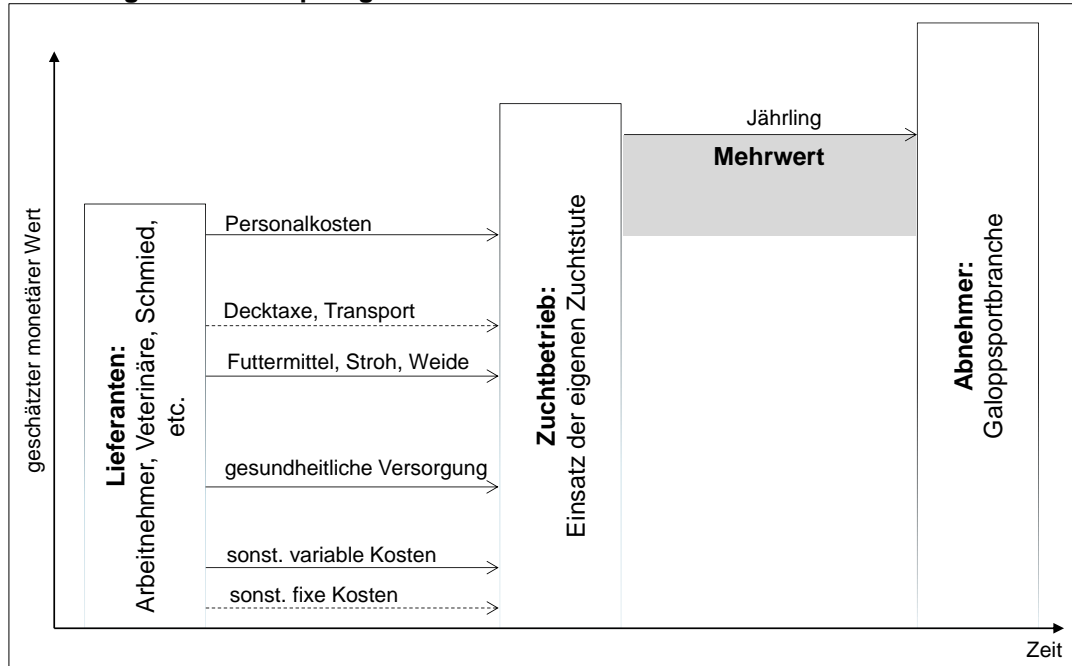 geschätzter monetärer Wert
Lieferanten:
Arbeitnehmer, Veterinäre, Schmied,
etc.
Personalkosten
Decktaxe, Transport
Futtermittel, Stroh, Weide
gesundheitliche Versorgung
sonst. variable Kosten
sonst. fixe Kosten
Zuchtbetrieb:
Einsatz der eigenen Zuchtstute
Jährling
Mehrwert
Abnehmer:
Galoppsportbranche
Zeit